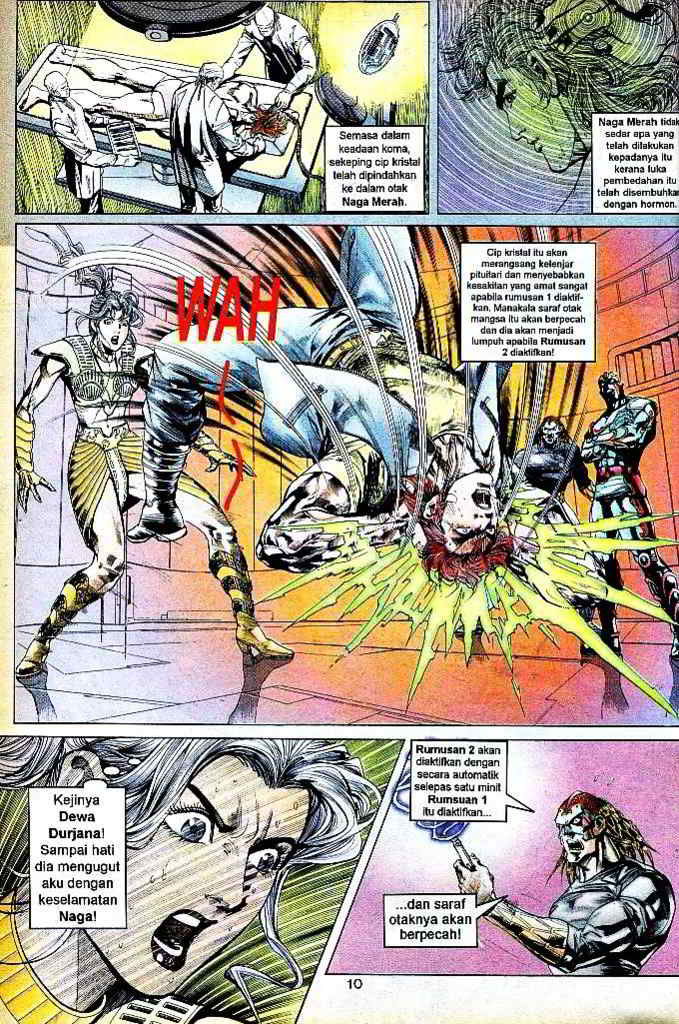 Semasa dalam
keadaan koma,
sekeping cip kristal
telah dipindahkan
ke dalam otak
Naga Merah.
Naga Merah tidak
sedar apa yang
telah dilakukan
kepadanya itu
kerana luka
pembedahan itu
telah disembuhkan
dengan hormon.
Cip kristal itu akan
merangsang kelenjar
pituitari dan menyebabkan
kesakitan yang amat sangat
apabila rumusan 1 diaktif-
kan. Manakala saraf otak
mangsa itu akan berpecah
dan dia akan menjadi
lumpuh apabila Rumusan
2 diaktifkan!
WAH
Kejinya
Dewa
Durjana!
Sampai hati
dia mengugut
aku dengan
keselamatan
Naga!
Rumusan 2 akan
diaktifkan dengan
secara automatik
selepas satu minit
Rumsuan 1
itu diaktifkan...
...dan saraf
otaknya akan
berpecah!
10